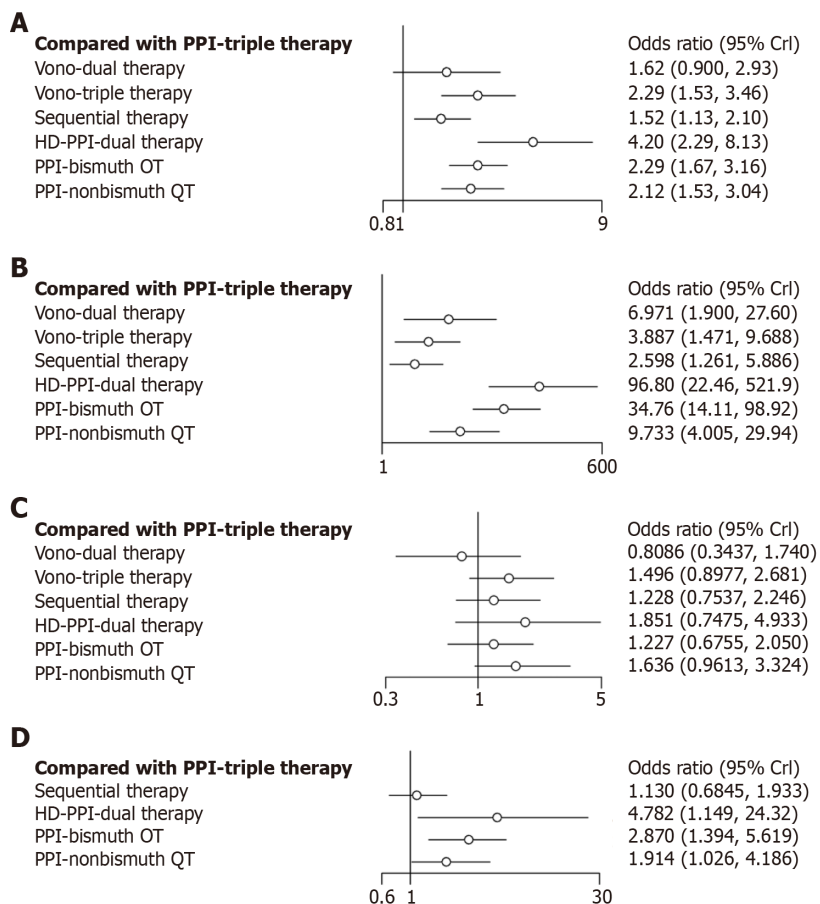 A
Compared with PPI-triple therapy Odds ratio (95% CrI)
Vono-dual therapy 1.62 (0.900, 2.93)
Vono-triple therapy 2.29 (1.53, 3.46)
Sequential therapy 1.52 (1.13, 2.10)
HD-PPI-dual therapy 4.20 (2.29, 8.13)
PPI-bismuth QT 2.29 (1.67, 3.16)
PPI-nonbismuth QT 2.12 (1.53, 3.04)
0.81 9
B
Compared with PPI-triple therapy Odds ratio (95% CrI)
Vono-dual therapy 6.971 (1.900, 27.60)
Vono-triple therapy 3.887 (1.471, 9.688)
Sequential therapy 2.598 (1.261, 5.886)
HD-PPI-dual therapy 96.80 (22.46, 521.9)
PPI-bismuth QT 34.76 (14.11, 98.92)
PPI-nonbismuth QT 9.733 (4.005, 29.94)
1 600
C
Compared with PPI-triple therapy Odds ratio (95% CrI)
Vono-dual therapy 0.8086 (0.3437, 1.740)
Vono-triple therapy 1.496 (0.8977, 2.681)
Sequential therapy 1.228 (0.7537, 2.246)
HD-PPI-dual therapy 1.851 (0.7475, 4.933)
PPI-bismuth QT 1.227 (0.6755, 2.050)
PPI-nonbismuth QT 1.636 (0.9613, 3.324)
0.3 1 5
D
Compared with PPI-triple therapy Odds ratio (95% CrI)
Sequential therapy 1.130 (0.6845, 1.933)
HD-PPI-dual therapy 4.782 (1.149, 24.32)
PPI-bismuth QT 2.870 (1.394, 5.619)
PPI-nonbismuth QT 1.914 (1.026, 4.186)
0.6 1 30